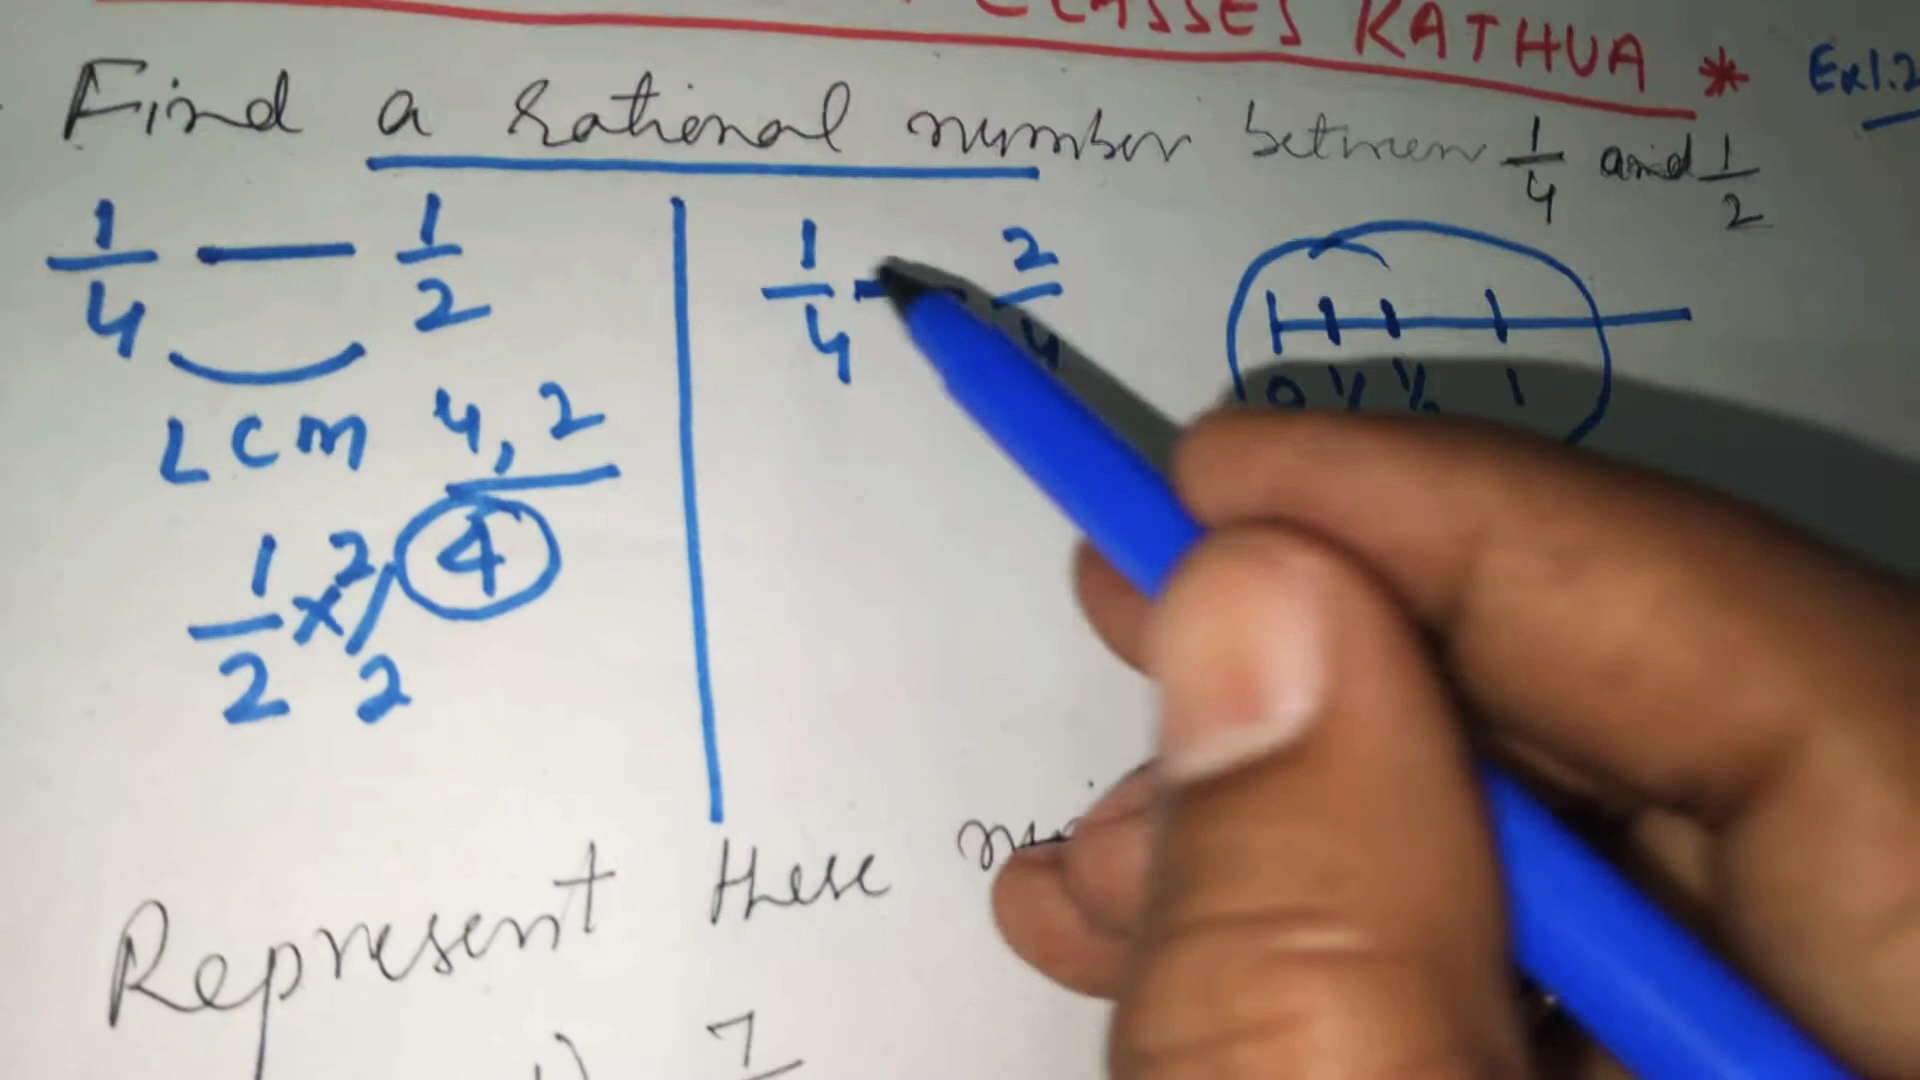 CLASSES KATHUA * Ex1.2
Find a rational number between 1/4 and 1/2
1/4 — 1/2
LCM 4, 2
4
1/2 × 2/2
1/4 - 2/4
0 1/ 1/2 1
Represent these
7